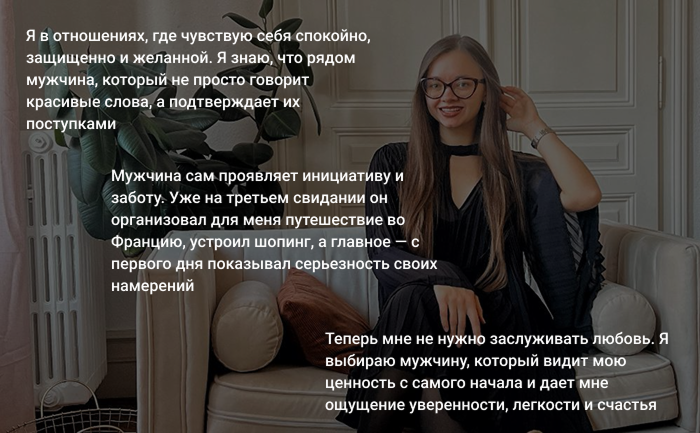 Я в отношениях, где чувствую себя спокойно,
защищенно и желанной. Я знаю, что рядом
мужчина, который не просто говорит
красивые слова, а подтверждает их
поступками
Мужчина сам проявляет инициативу и
заботу. Уже на третьем свидании он
организовал для меня путешествие во
Францию, устроил шопинг, а главное — с
первого дня показывал серьезность своих
намерений
Теперь мне не нужно заслуживать любовь. Я
выбираю мужчину, который видит мою
ценность с самого начала и дает мне
ощущение уверенности, легкости и счастья